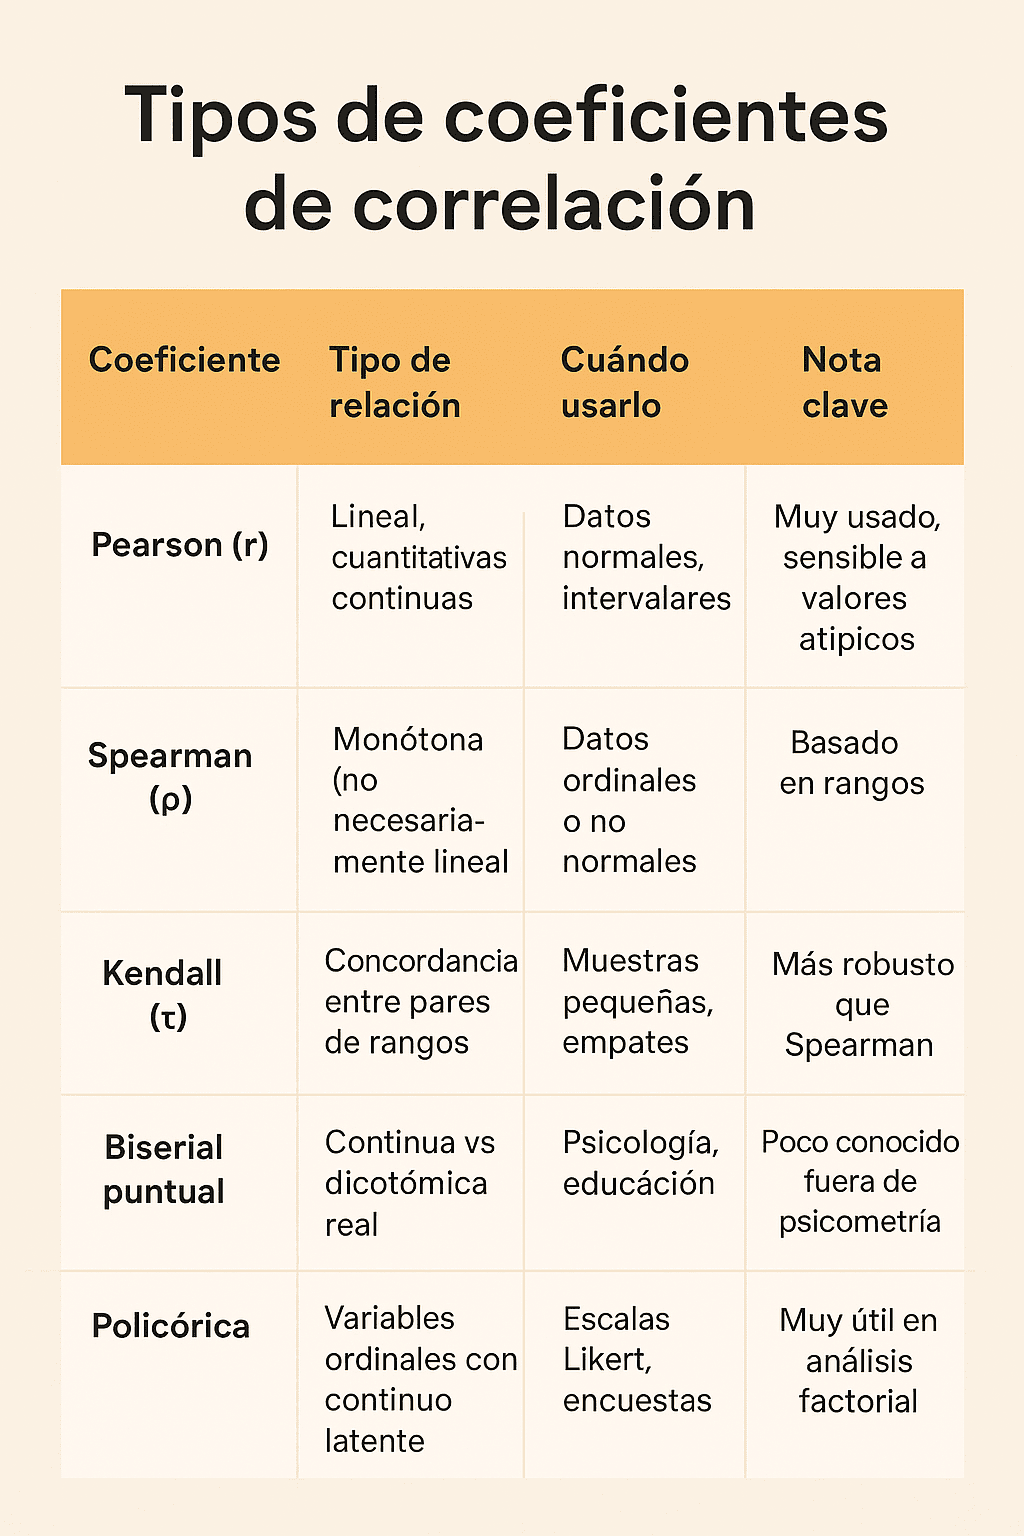 Tipos de coeficientes
de correlación
Coeficiente
Tipo de
relación
Cuándo
usarlo
Nota
clave
Pearson (r)
Lineal,
cuantitativas
continuas
Datos
normales,
intervalares
Muy usado,
sensible a
valores
atipicos
Spearman
(ρ)
Monótona
(no
necesaria-
mente lineal
Datos
ordinales
o no
normales
Basado
en rangos
Kendall
(τ)
Concordancia
entre pares
de rangos
Muestras
pequeñas,
empates
Más robusto
que
Spearman
Biserial
puntual
Continua vs
dicotómica
real
Psicología,
educáción
Poco conocido
fuera de
psicometría
Policórica
Variables
ordinales con
continuo
latente
Escalas
Likert,
encuestas
Muy útil en
análisis
factorial